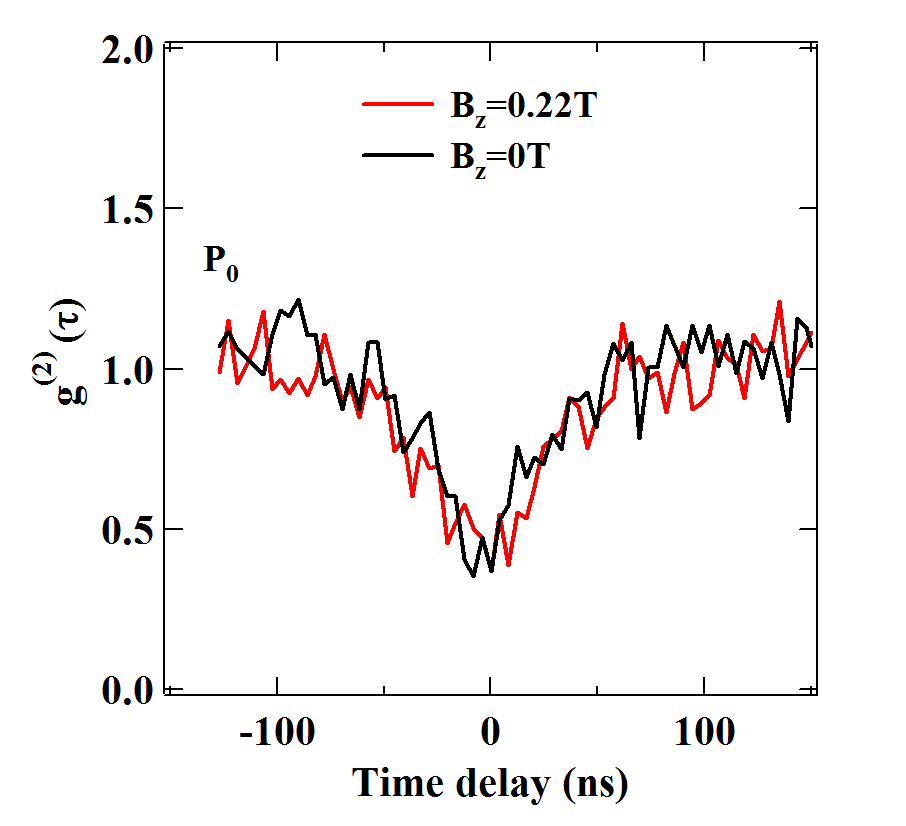 2.0
B_z=0.22T
B_z=0T
1.5
P_0
g^(2) (τ)
1.0
0.5
0.0
-100 0 100
Time delay (ns)